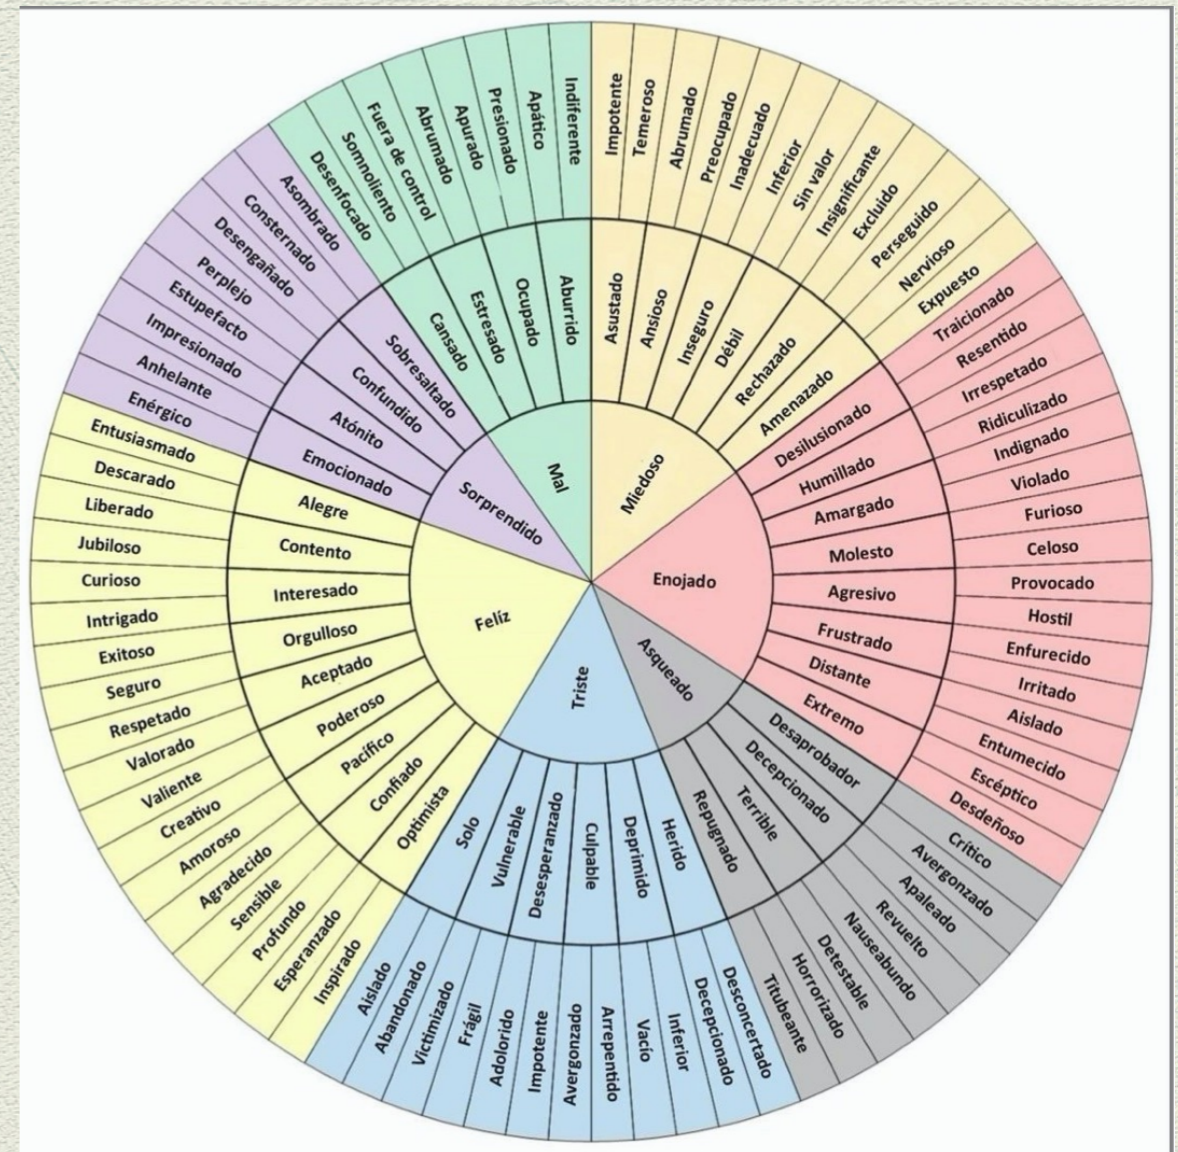 Mal
Miedoso
Enojado
Asqueado
Triste
Felíz
Sorprendido
Asustado
Ansioso
Inseguro
Débil
Rechazado
Amenazado
Desilusionado
Humillado
Amargado
Molesto
Agresivo
Frustrado
Distante
Extremo
Desaprobador
Decepcionado
Terrible
Repugnado
Herido
Deprimido
Culpable
Desesperanzado
Vulnerable
Solo
Optimista
Confiado
Pacífico
Poderoso
Aceptado
Orgulloso
Interesado
Contento
Alegre
Emocionado
Atónito
Confundido
Sobresaltado
Cansado
Estresado
Ocupado
Aburrido
Impotente
Temeroso
Abrumado
Preocupado
Inadecuado
Inferior
Sin valor
Insignificante
Excluido
Perseguido
Nervioso
Expuesto
Traicionado
Resentido
Irrespetado
Ridiculizado
Indignado
Violado
Furioso
Celoso
Provocado
Hostil
Enfurecido
Irritado
Aislado
Entumecido
Escéptico
Desdeñoso
Crítico
Avergonzado
Apaleado
Revuelto
Nauseabundo
Detestable
Horrorizado
Titubeante
Desconcertado
Decepcionado
Inferior
Vacío
Arrepentido
Avergonzado
Impotente
Adolorido
Frágil
Victimizado
Abandonado
Aislado
Inspirado
Esperanzado
Profundo
Sensible
Agradecido
Amoroso
Creativo
Valiente
Valorado
Respetado
Seguro
Exitoso
Intrigado
Curioso
Jubiloso
Liberado
Descarado
Entusiasmado
Enérgico
Anhelante
Impresionado
Estupefacto
Perplejo
Desengañado
Consternado
Asombrado
Desenfocado
Somnoliento
Fuera de control
Abrumado
Apurado
Presionado
Apático
Indiferente